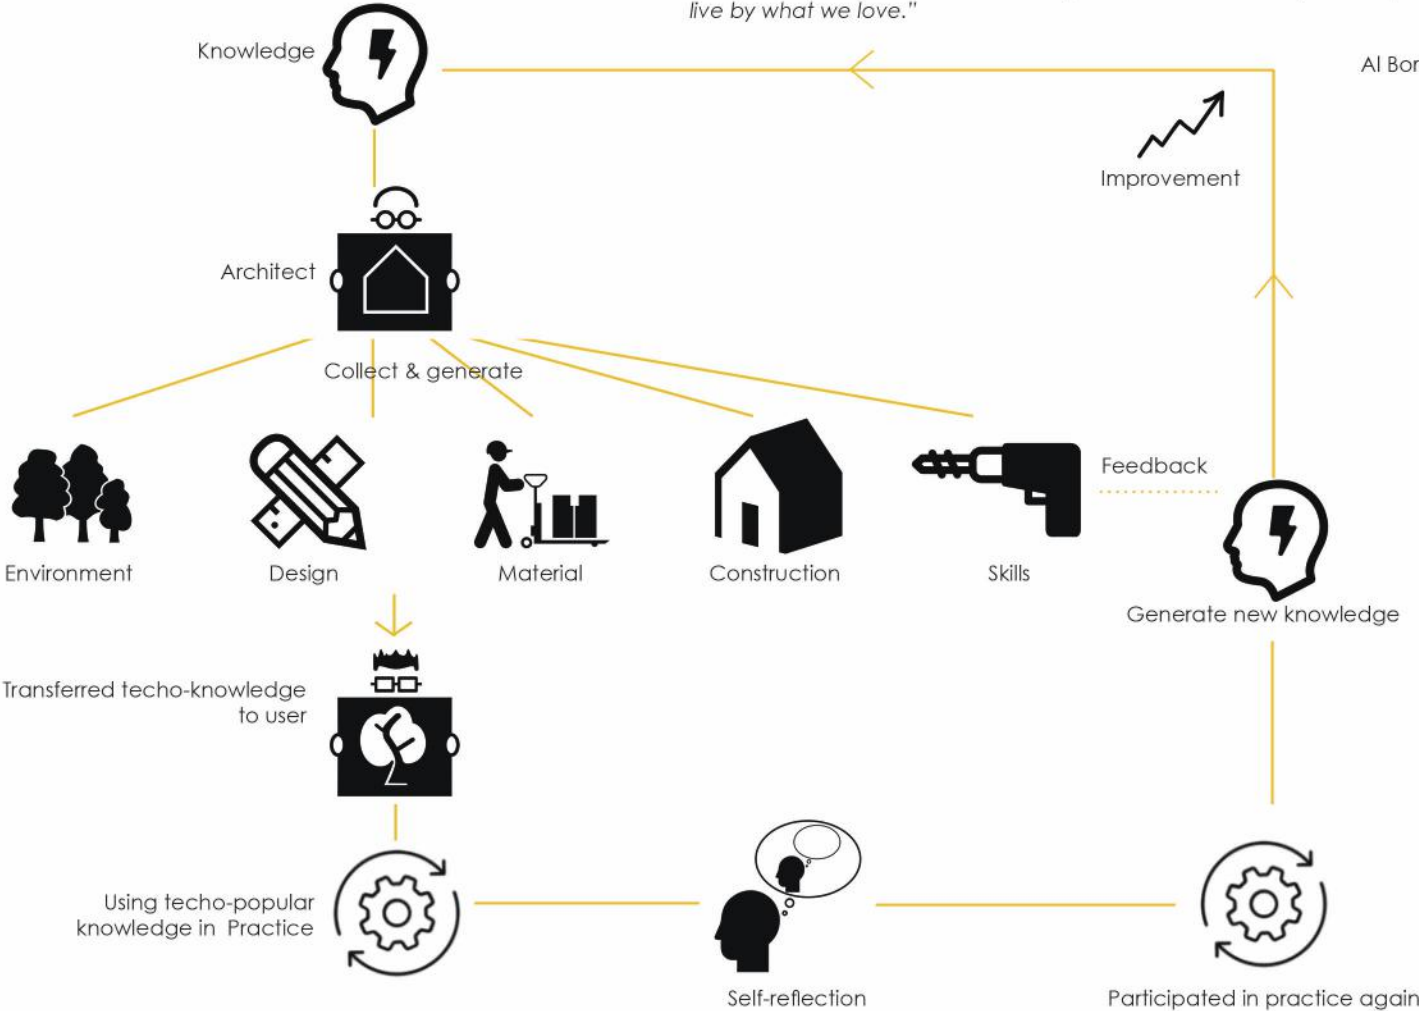 live by what we love."
Knowledge
Al Bor
Improvement
Architect
Collect & generate
Feedback
Environment
Design
Material
Construction
Skills
Generate new knowledge
Transferred techo-knowledge
to user
Using techo-popular
knowledge in Practice
Self-reflection
Participated in practice again